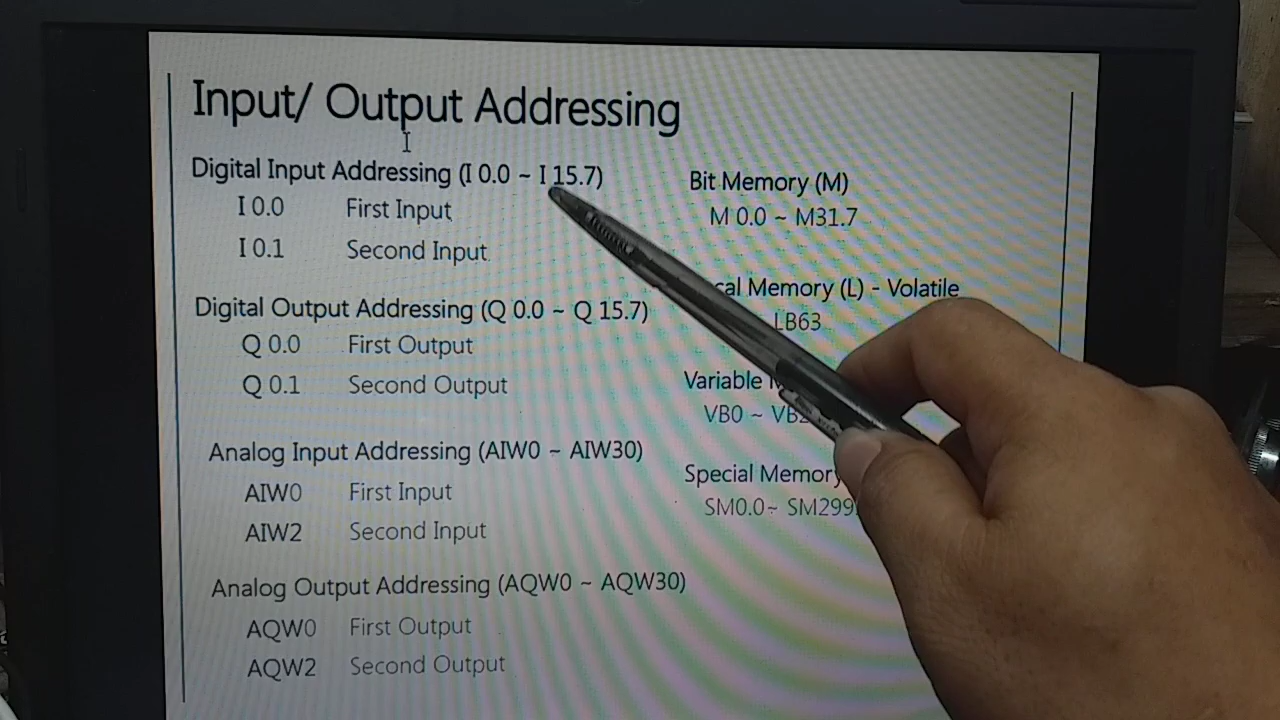 Input/ Output Addressing
Digital Input Addressing (I 0.0 ~ I 15.7)
I 0.0 First Input
I 0.1 Second Input
Digital Output Addressing (Q 0.0 ~ Q 15.7)
Q 0.0 First Output
Q 0.1 Second Output
Analog Input Addressing (AIW0 ~ AIW30)
AIW0 First Input
AIW2 Second Input
Analog Output Addressing (AQW0 ~ AQW30)
AQW0 First Output
AQW2 Second Output
Bit Memory (M)
M 0.0 ~ M31.7
Memory (L) - Volatile
LB63
Variable
VB0 ~
Special Memory
SM0.0~ SM299